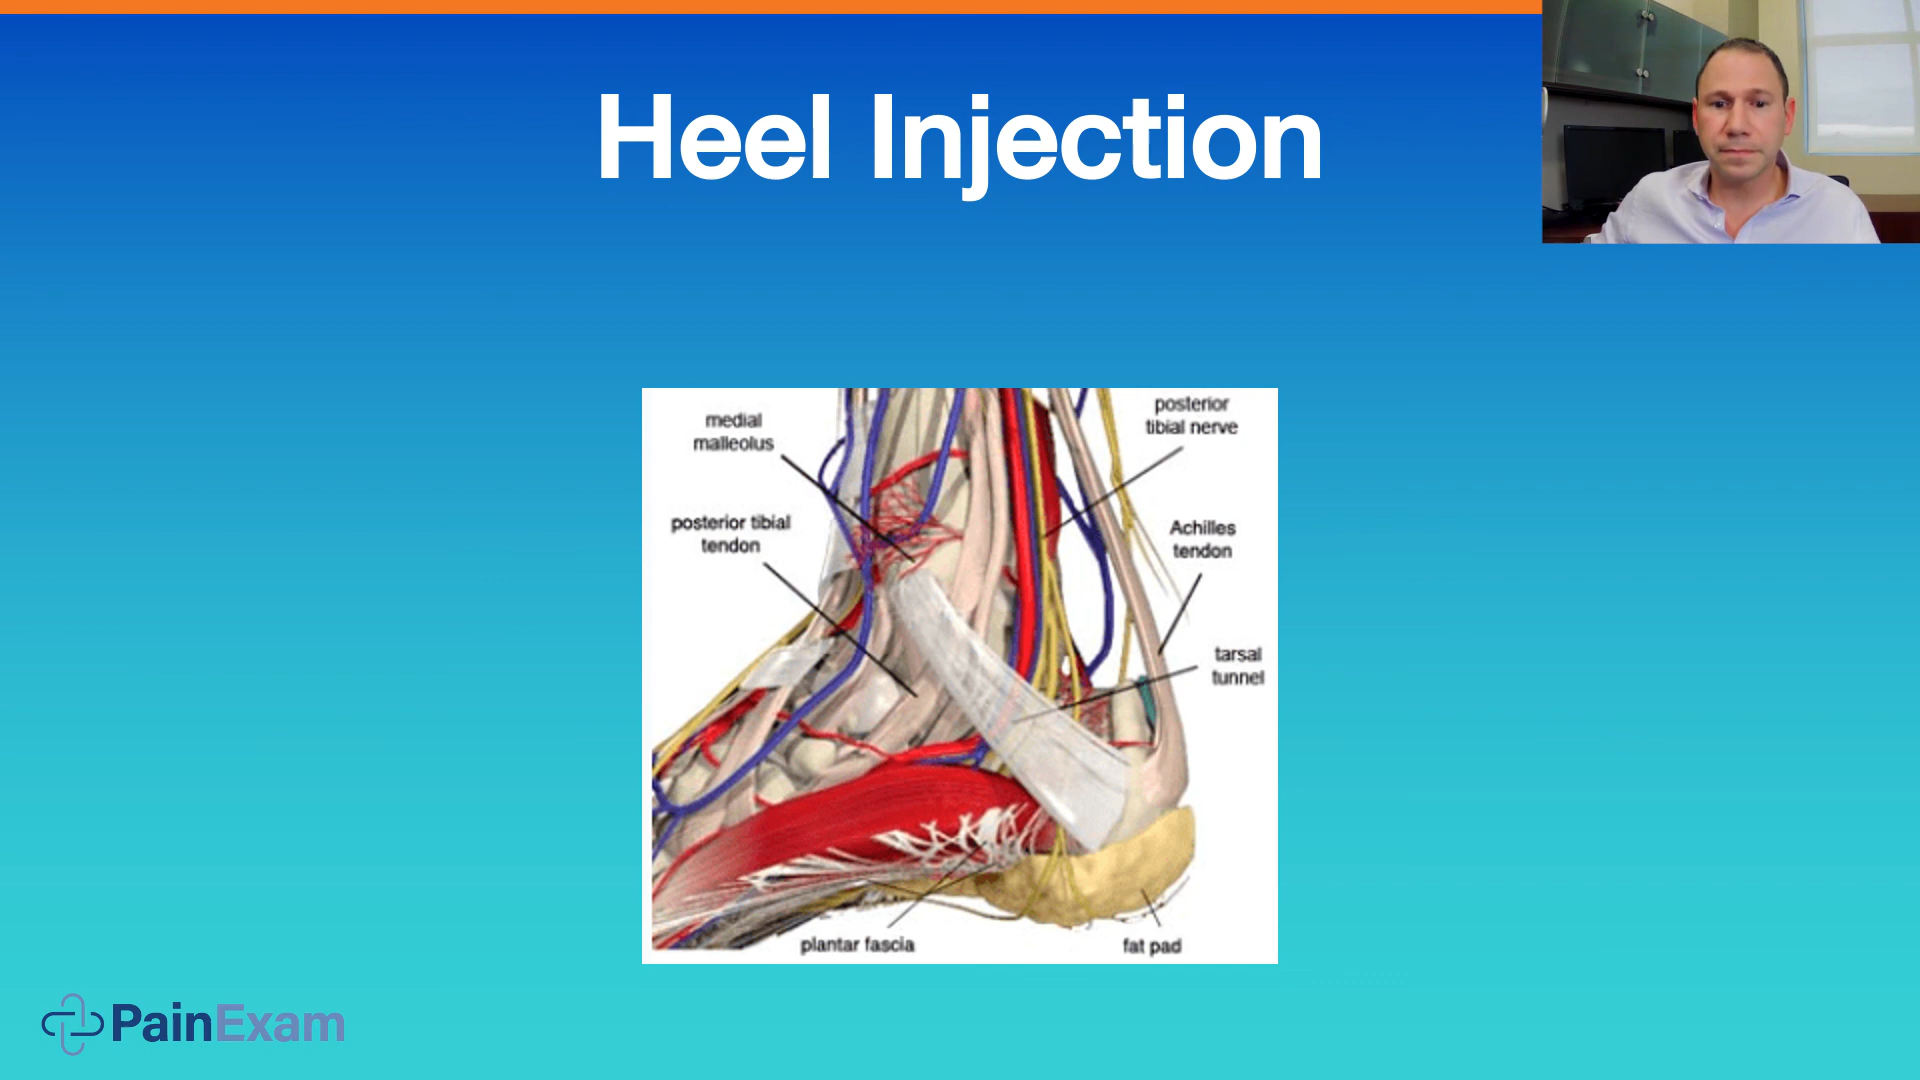 Heel Injection
medial
malleolus
posterior
tibial nerve
posterior tibial
tendon
Achilles
tendon
tarsal
tunnel
plantar fascia
fat pad
PainExam